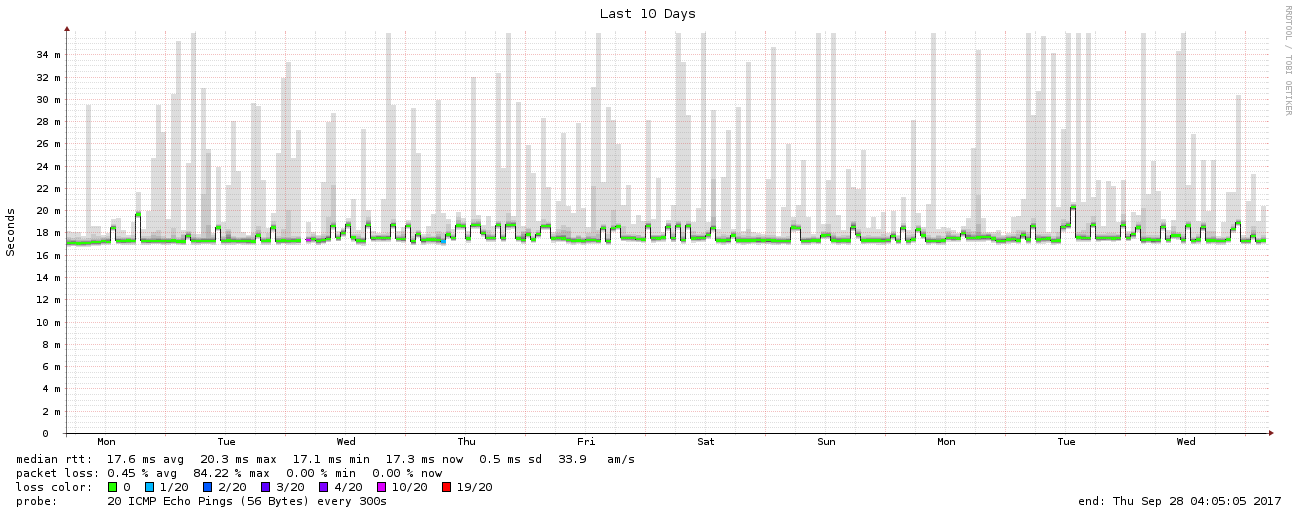 Last 10 Days
RRDTOOL / TOBI OETIKER
Seconds
34 m
32 m
30 m
28 m
26 m
24 m
22 m
20 m
18 m
16 m
14 m
12 m
10 m
8 m
6 m
4 m
2 m
0
Mon Tue Wed Thu Fri Sat Sun Mon Tue Wed
median rtt: 17.6 ms avg 20.3 ms max 17.1 ms min 17.3 ms now 0.5 ms sd 33.9 am/s
packet loss: 0.45 % avg 84.22 % max 0.00 % min 0.00 % now
loss color: 0 1/20 2/20 3/20 4/20 10/20 19/20
probe: 20 ICMP Echo Pings (56 Bytes) every 300s end: Thu Sep 28 04:05:05 2017